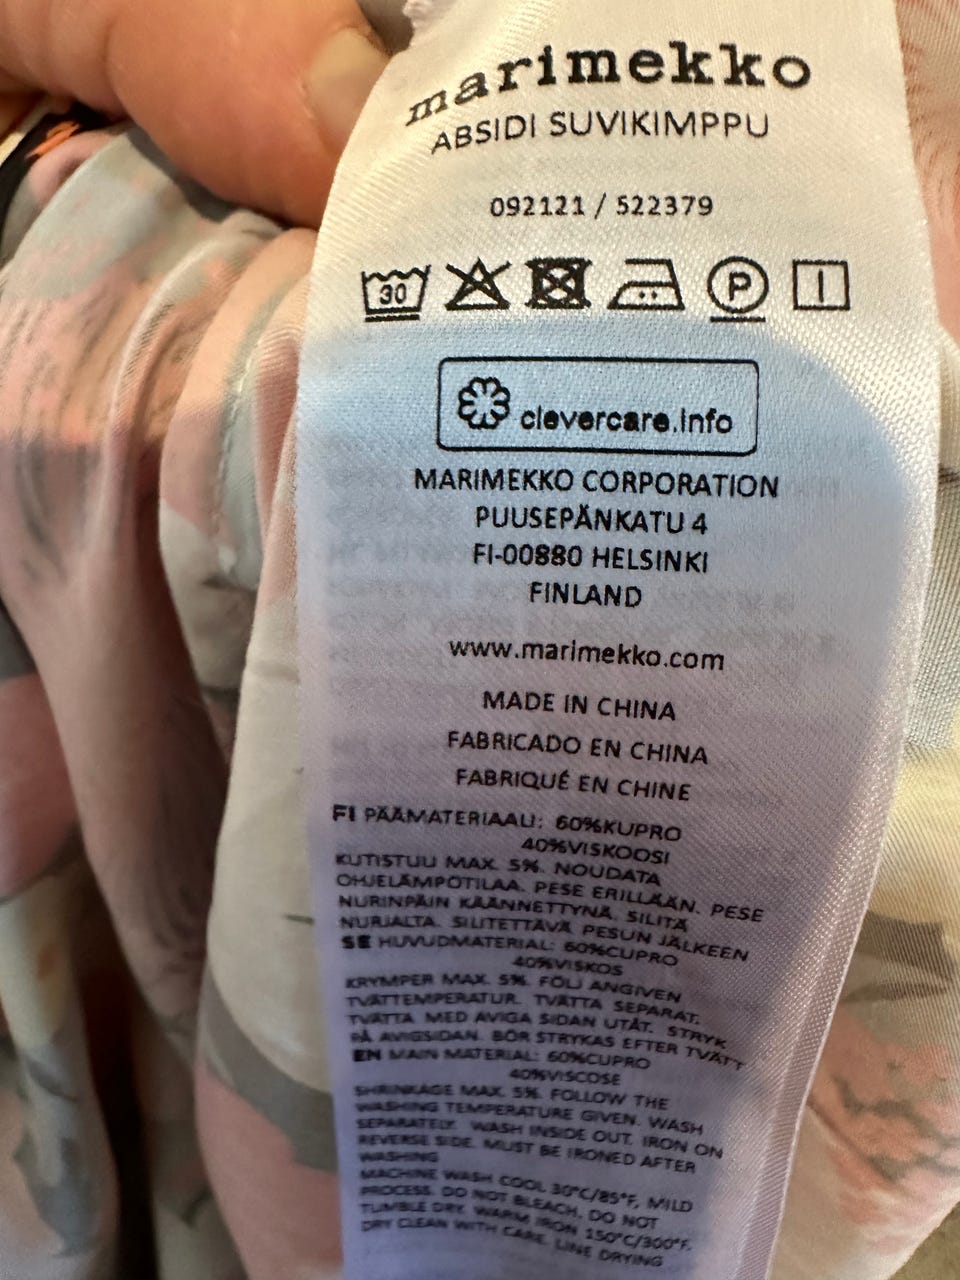 marimekko
ABSIDI SUVIKIMPPU
092121 / 522379
30 P
clevercare.info
MARIMEKKO CORPORATION
PUUSEPÄNKATU 4
FI-00880 HELSINKI
FINLAND
www.marimekko.com
MADE IN CHINA
FABRICADO EN CHINA
FABRIQUÉ EN CHINE
FI PÄÄMATERIAALI: 60%KUPRO
40%VISKOOSI
KUTISTUU MAX. 5%. NOUDATA
OHJELÄMPÖTILAA. PESE ERILLÄÄN. PESE
NURINPÄIN KÄÄNNETTYNÄ. SILITÄ
NURJALTA. SILITETTÄVÄ PESUN JÄLKEEN
SE HUVUDMATERIAL: 60%CUPRO
40%VISKOS
KRYMPER MAX. 5%. FÖLJ ANGIVEN
TVÄTTEMPERATUR. TVÄTTA SEPARAT.
TVÄTTA MED AVIGA SIDAN UTÅT. STRYK
PÅ AVIGSIDAN. BÖR STRYKAS EFTER TVÄTT
EN MAIN MATERIAL: 60%CUPRO
40%VISCOSE
SHRINKAGE MAX. 5%. FOLLOW THE
WASHING TEMPERATURE GIVEN. WASH
SEPARATELY. WASH INSIDE OUT. IRON ON
REVERSE SIDE. MUST BE IRONED AFTER
WASHING
MACHINE WASH COOL 30°C/85°F, MILD
PROCESS. DO NOT BLEACH. DO NOT
TUMBLE DRY. WARM IRON 150°C/300°F.
DRY CLEAN WITH CARE. LINE DRYING